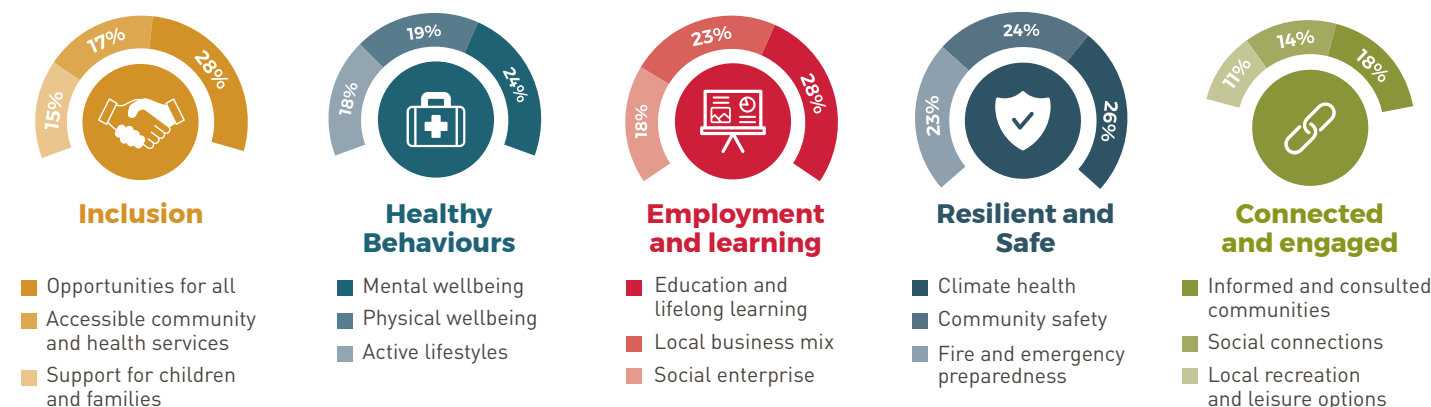 15%
17%
28%
Inclusion
Opportunities for all
Accessible community
and health services
Support for children
and families
18%
19%
24%
Healthy
Behaviours
Mental wellbeing
Physical wellbeing
Active lifestyles
18%
23%
28%
Employment
and learning
Education and
lifelong learning
Local business mix
Social enterprise
23%
24%
26%
Resilient and
Safe
Climate health
Community safety
Fire and emergency
preparedness
11%
14%
18%
Connected
and engaged
Informed and consulted
communities
Social connections
Local recreation
and leisure options